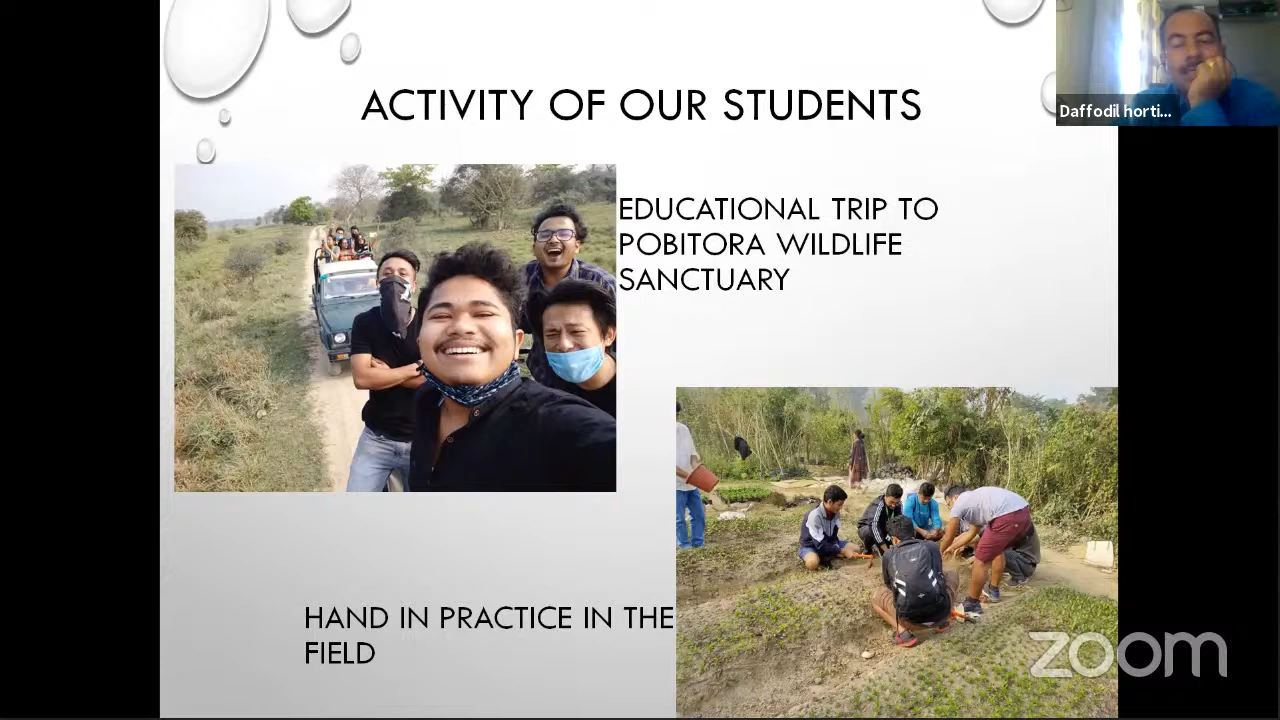 ACTIVITY OF OUR STUDENTS
Daffodil horti...
EDUCATIONAL TRIP TO
POBITORA WILDLIFE
SANCTUARY
HAND IN PRACTICE IN THE
FIELD
zoom